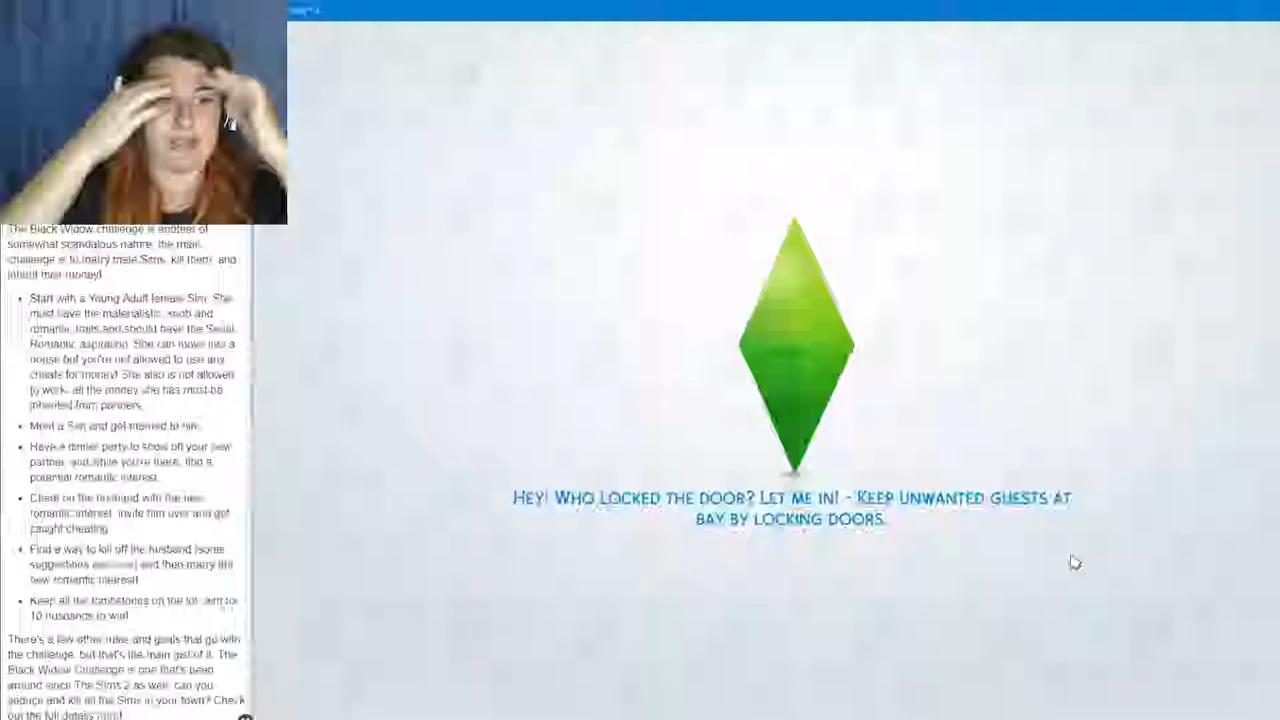 The Black Widow challenge is another of
somewhat scandalous nature, the main
challenge is to marry male Sims, kill them, and
inherit their money!
Start with a Young Adult female Sim. She
must have the materialistic, snob and
romantic traits and should have the Serial
Romantic aspiration. She can move into a
house but you're not allowed to use any
cheats for money! She also is not allowed
to work, all the money she has must be
inherited from partners.
Meet a Sim and get married to him.
Have a dinner party to show off your new
partner, and while you're there, find a
potential romantic interest.
Cheat on the husband with the new
romantic interest. Invite him over and get
caught cheating
Find a way to kill off the husband (some
suggestions) and then marry the
new romantic interest!
Keep all the tombstones on the lot, aim for
10 husbands to win!
There's a few other rules and goals that go with
the challenge, but that's the main gist of it. The
Black Widow Challenge is one that's been
around since The Sims 2 as well, can you
seduce and kill all the Sims in your town? Check
out the full details here!
HEY! WHO LOCKED THE DOOR? LET ME IN! - KEEP UNWANTED GUESTS AT
BAY BY LOCKING DOORS.